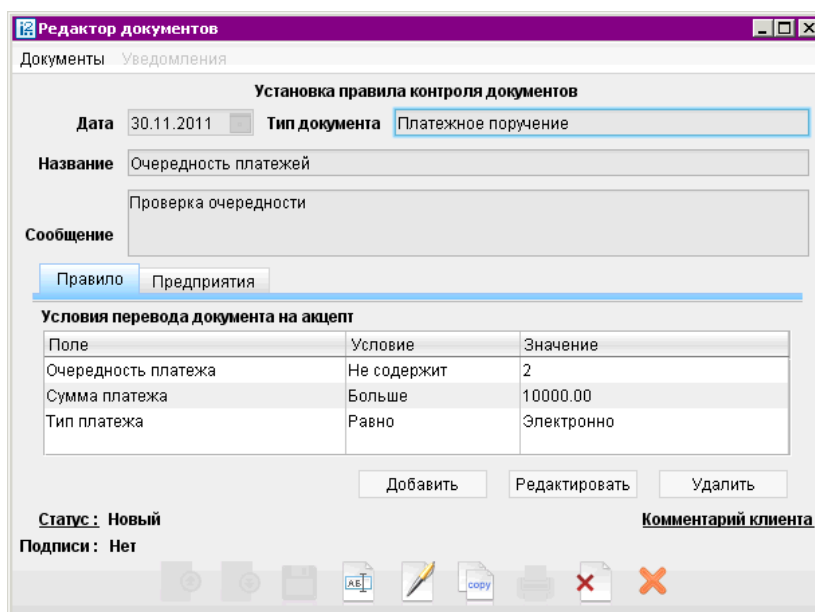 Редактор документов
Документы Уведомления
Установка правила контроля документов
Дата 30.11.2011 Тип документа Платежное поручение
Название Очередность платежей
Сообщение Проверка очередности
Правило Предприятия
Условия перевода документа на акцепт
Поле Условие Значение
Очередность платежа Не содержит 2
Сумма платежа Больше 10000.00
Тип платежа Равно Электронно
Добавить Редактировать Удалить
Статус : Новый Комментарий клиента
Подписи : Нет
АБ copy